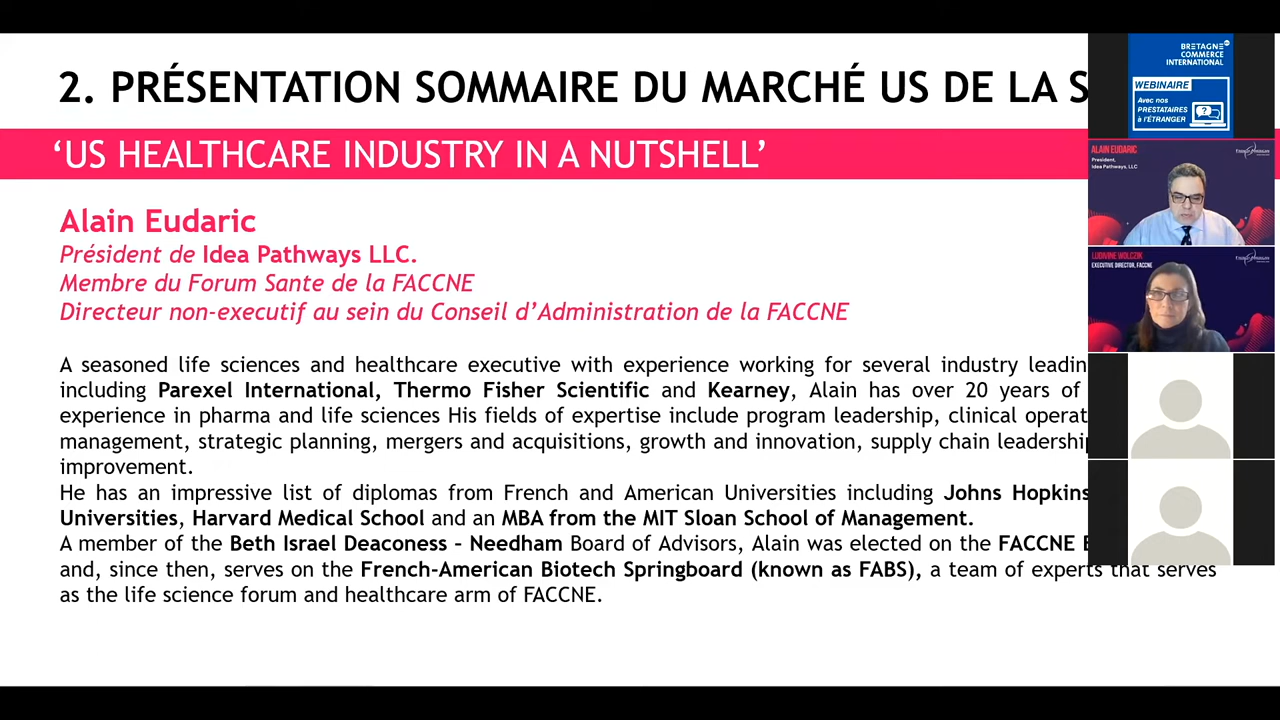 2. PRÉSENTATION SOMMAIRE DU MARCHÉ US DE LA S
‘US HEALTHCARE INDUSTRY IN A NUTSHELL’
Alain Eudaric
Président de Idea Pathways LLC.
Membre du Forum Sante de la FACCNE
Directeur non-executif au sein du Conseil d’Administration de la FACCNE
A seasoned life sciences and healthcare executive with experience working for several industry leadin
including Parexel International, Thermo Fisher Scientific and Kearney, Alain has over 20 years of
experience in pharma and life sciences His fields of expertise include program leadership, clinical operat
management, strategic planning, mergers and acquisitions, growth and innovation, supply chain leadership
improvement.
He has an impressive list of diplomas from French and American Universities including Johns Hopkins
Universities, Harvard Medical School and an MBA from the MIT Sloan School of Management.
A member of the Beth Israel Deaconess – Needham Board of Advisors, Alain was elected on the FACCNE
and, since then, serves on the French-American Biotech Springboard (known as FABS), a team of experts that serves
as the life science forum and healthcare arm of FACCNE.
BRETAGNE
COMMERCE
INTERNATIONAL
WEBINAIRE
Avec nos
PRESTATAIRES
à l'ÉTRANGER
ALAIN EUDARIC
President,
Idea Pathways, LLC
LUDIVINE WOLCZIK
EXECUTIVE DIRECTOR, FACCNE